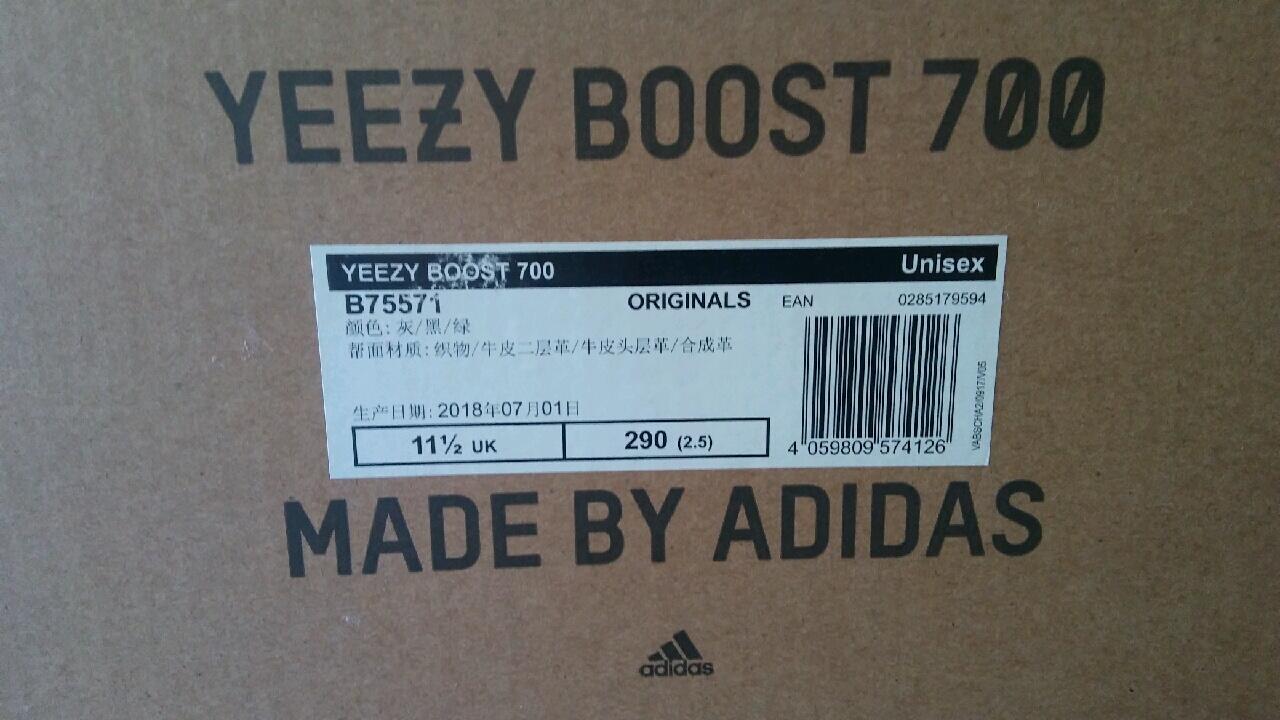 YEEZY BOOST 700
YEEZY BOOST 700 Unisex
B75571 ORIGINALS EAN 0285179594
颜色: 灰/黑/绿
帮面材质: 织物/牛皮二层革/牛皮头层革/合成革
生产日期: 2018年07月01日
11½ UK 290 (2.5)
4 059809 574126
VABSCHA2/0917/V05
MADE BY ADIDAS
adidas